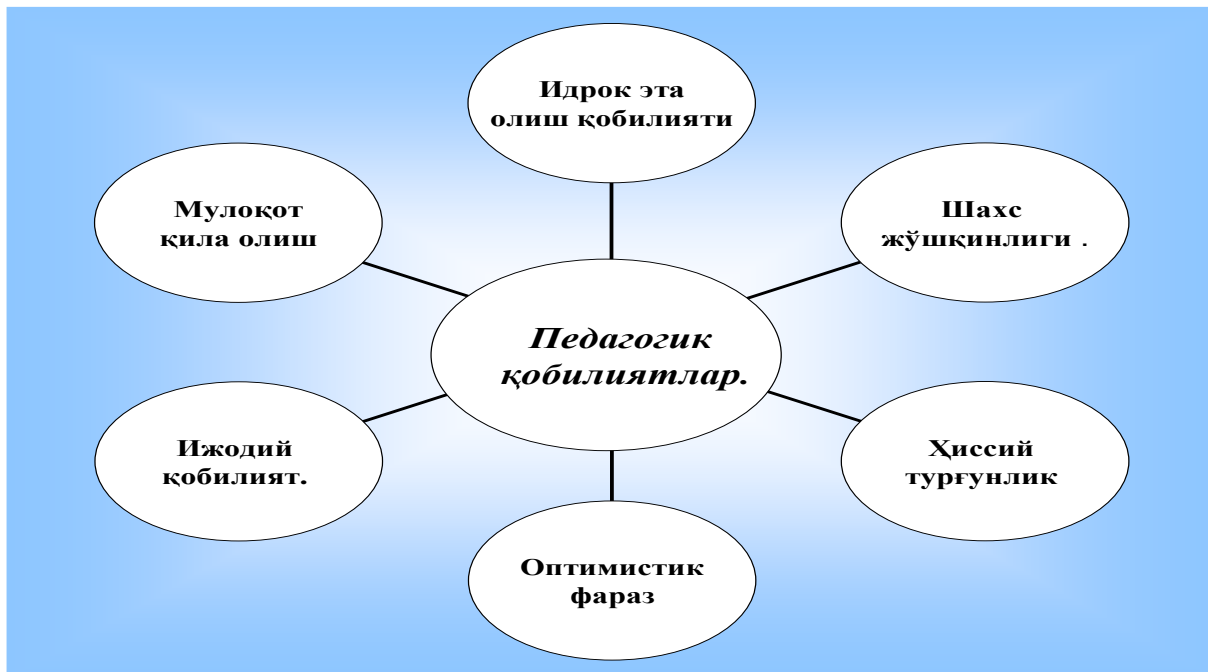 Идрок эта
олиш қобилияти
Мулоқот
қила олиш
Шахс
жўшқинлиги .
Педагогик
қобилиятлар.
Ижодий
қобилият.
Ҳиссий
турғунлик
Оптимистик
фараз